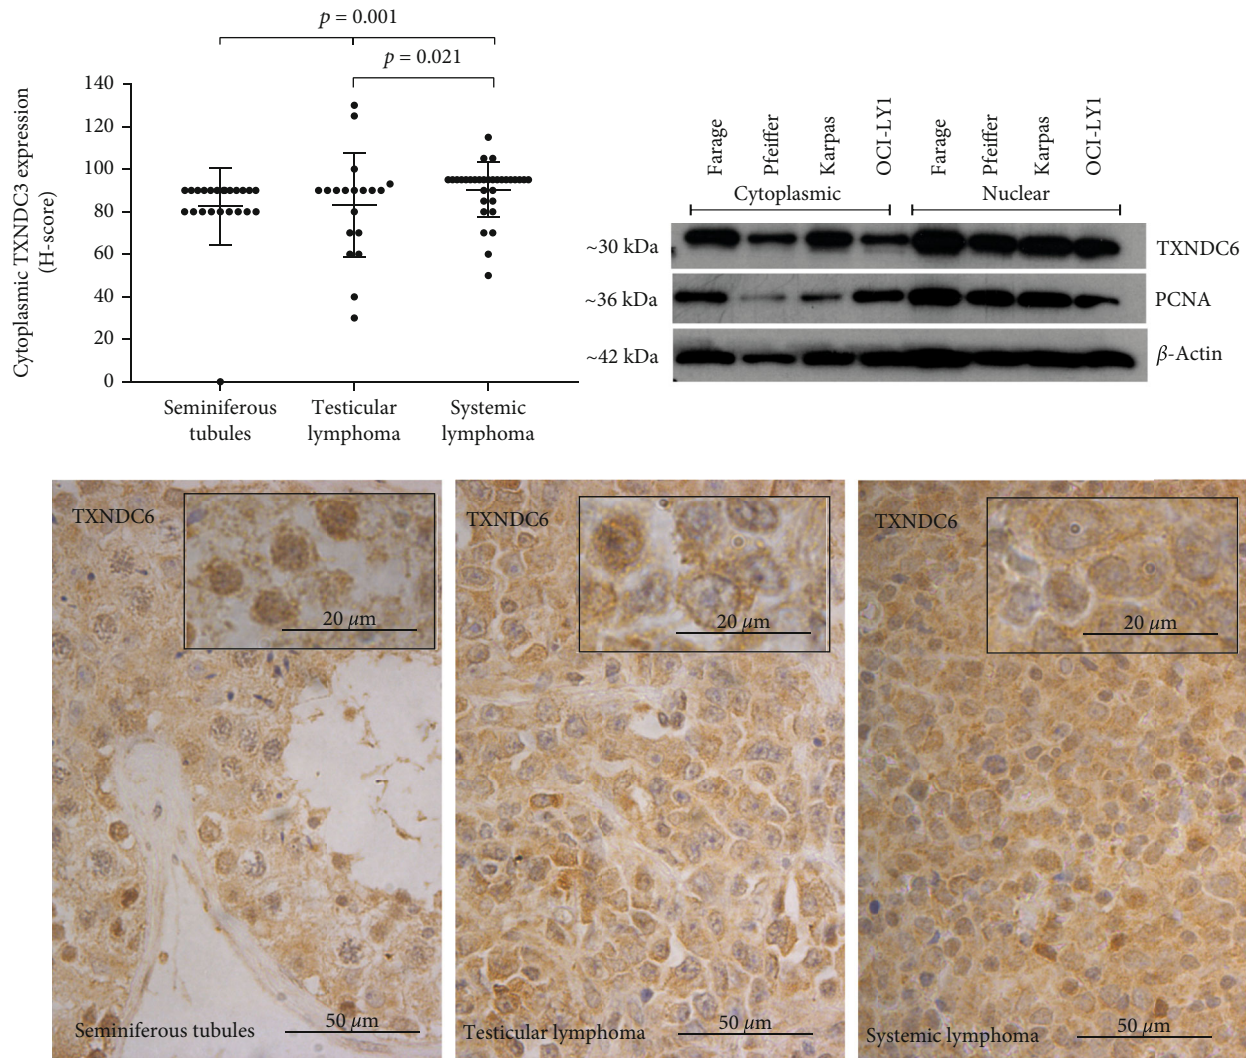 p = 0.001
p = 0.021
Cytoplasmic TXNDC3 expression
(H-score)
140
120
100
80
60
40
20
0
Seminiferous
tubules
Testicular
lymphoma
Systemic
lymphoma
Farage
Pfeiffer
Karpas
OCI-LY1
Farage
Pfeiffer
Karpas
OCI-LY1
Cytoplasmic
Nuclear
~30 kDa
TXNDC6
~36 kDa
PCNA
~42 kDa
β-Actin
TXNDC6
20 μm
Seminiferous tubules
50 μm
TXNDC6
20 μm
Testicular lymphoma
50 μm
TXNDC6
20 μm
Systemic lymphoma
50 μm